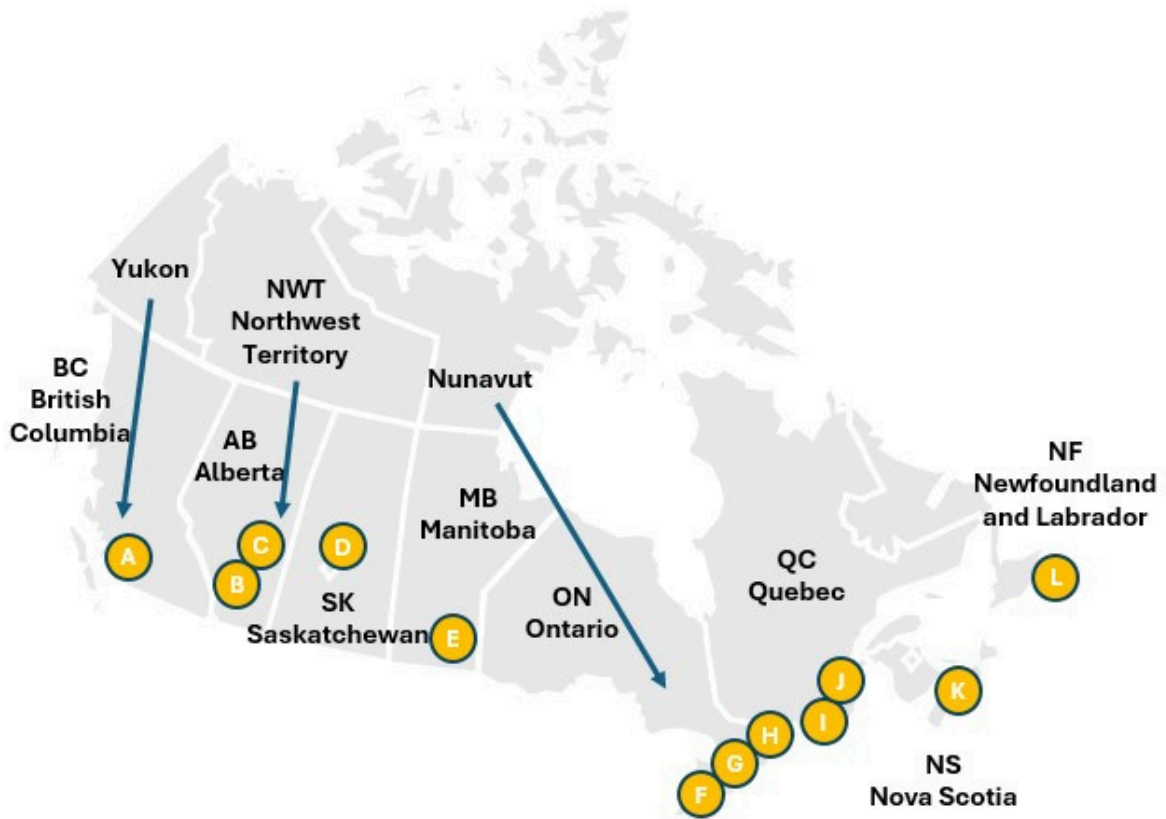 Yukon
NWT
Northwest
Territory
BC
British
Columbia
Nunavut
AB
Alberta
MB
Manitoba
NF
Newfoundland
and Labrador
QC
Quebec
A
B
C
D
SK
Saskatchewan
E
ON
Ontario
L
J
K
I
H
G
F
NS
Nova Scotia